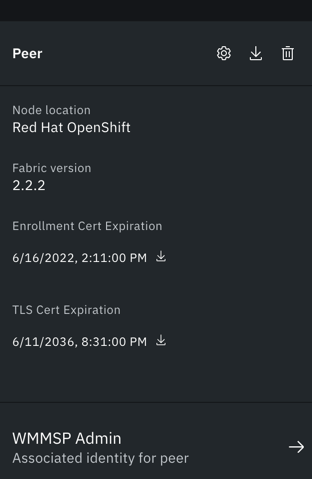 Peer
Node location
Red Hat OpenShift
Fabric version
2.2.2
Enrollment Cert Expiration
6/16/2022, 2:11:00 PM
TLS Cert Expiration
6/11/2036, 8:31:00 PM
WMMSP Admin
Associated identity for peer